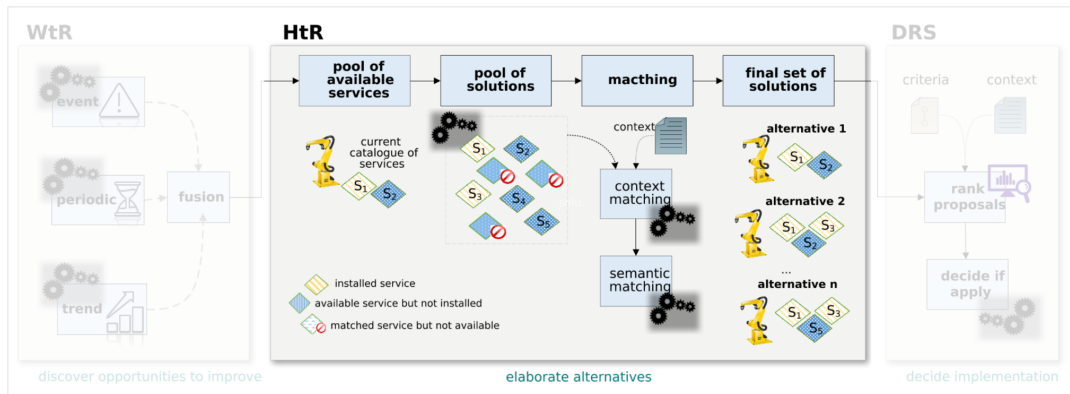 WtR
event
periodic
trend
fusion
discover opportunities to improve
HtR
pool of
available
services
pool of
solutions
macthing
final set of
solutions
current
catalogue of
services
S1
S2
S1
S2
S3
S4
S5
context
context
matching
semantic
matching
alternative 1
S1
S2
alternative 2
S1
S3
S2
...
alternative n
S1
S3
S5
installed service
available service but not installed
matched service but not available
elaborate alternatives
DRS
criteria
context
rank
proposals
decide if
apply
decide implementation